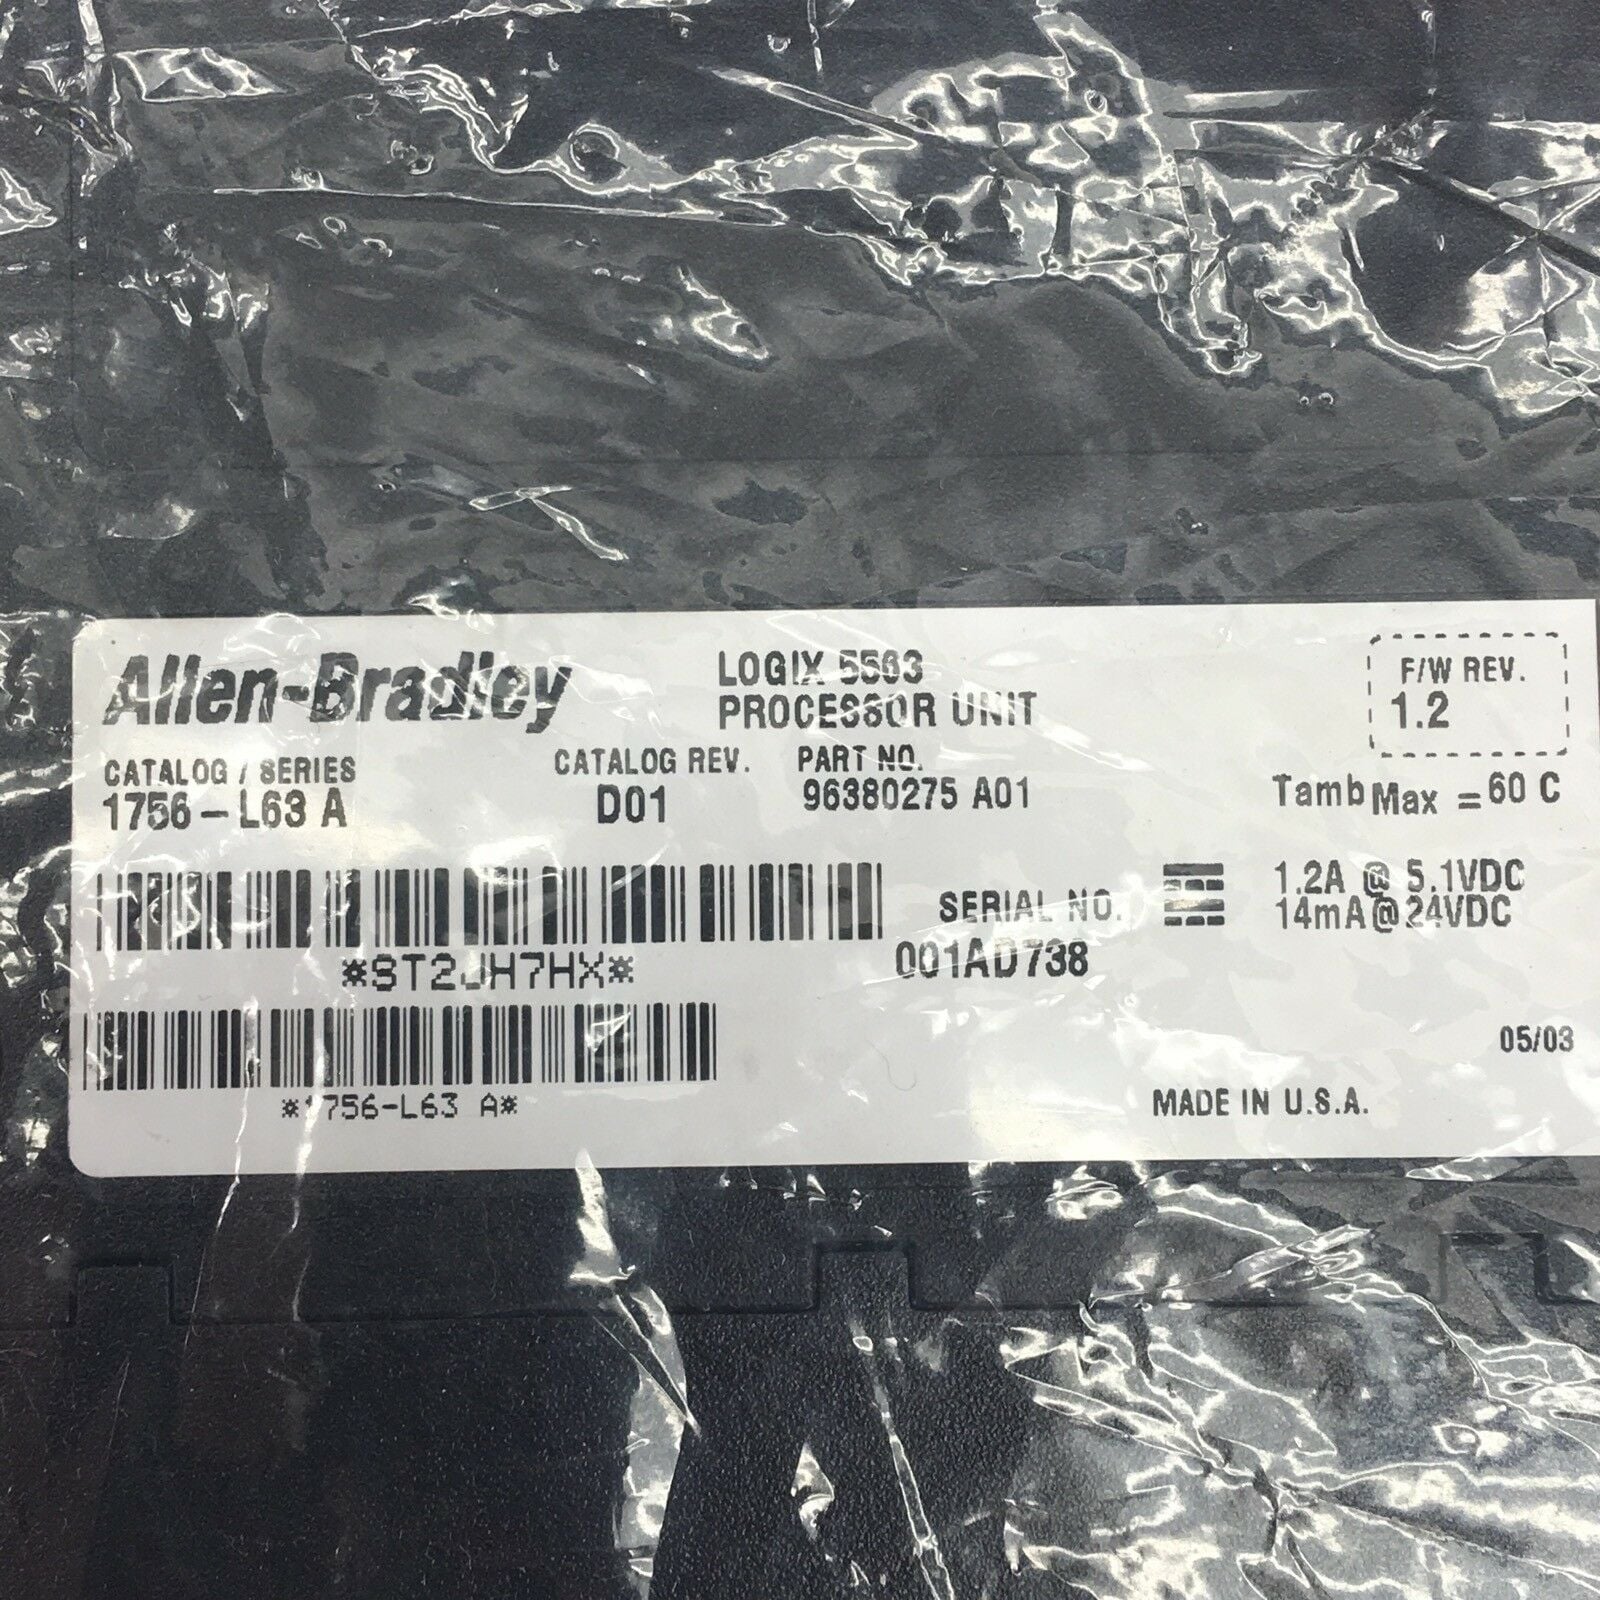 Allen-Bradley
LOGIX 5563
PROCESSOR UNIT
F/W REV.
1.2
CATALOG / SERIES
1756-L63 A
CATALOG REV.
D01
PART NO.
96380275 A01
Tamb Max = 60 C
SERIAL NO.
001AD738
1.2A @ 5.1VDC
14mA@24VDC
*ST2JH7HX*
05/03
*1756-L63 A*
MADE IN U.S.A.